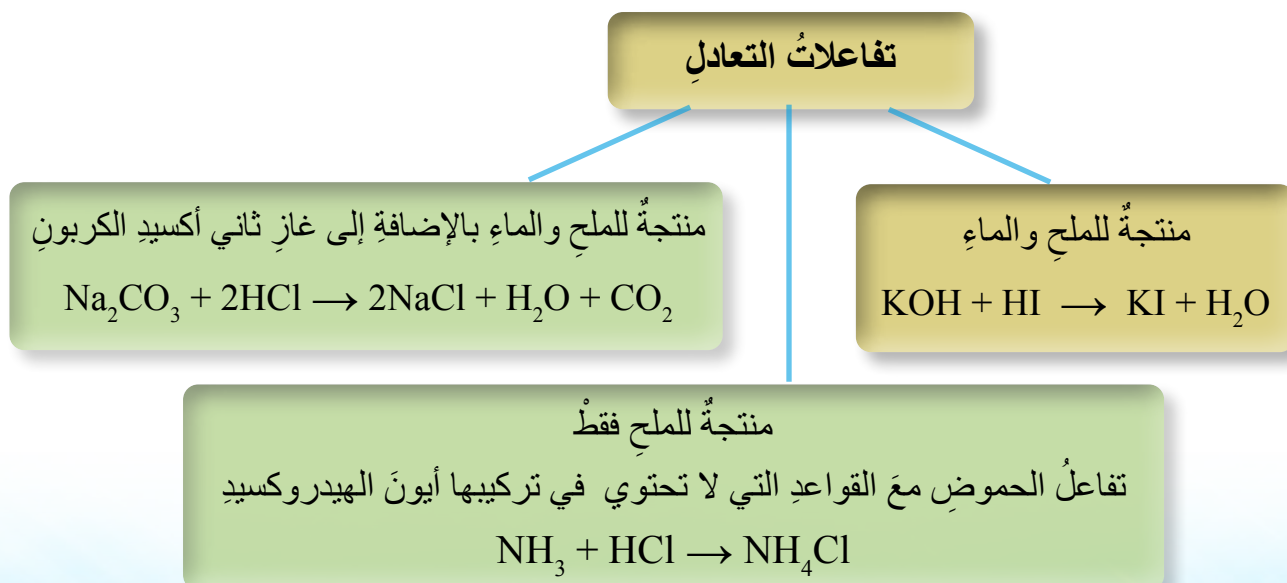 تفاعلاتُ التعادلِ
منتجةٌ للملحِ والماءِ
KOH + HI → KI + H₂O
منتجةٌ للملحِ والماءِ بالإضافةِ إلى غازِ ثاني أكسيدِ الكربونِ
Na₂CO₃ + 2HCl → 2NaCl + H₂O + CO₂
منتجةٌ للملحِ فقطْ
تفاعلُ الحموضِ معَ القواعدِ التي لا تحتوي في تركيبها أيونَ الهيدروكسيدِ
NH₃ + HCl → NH₄Cl